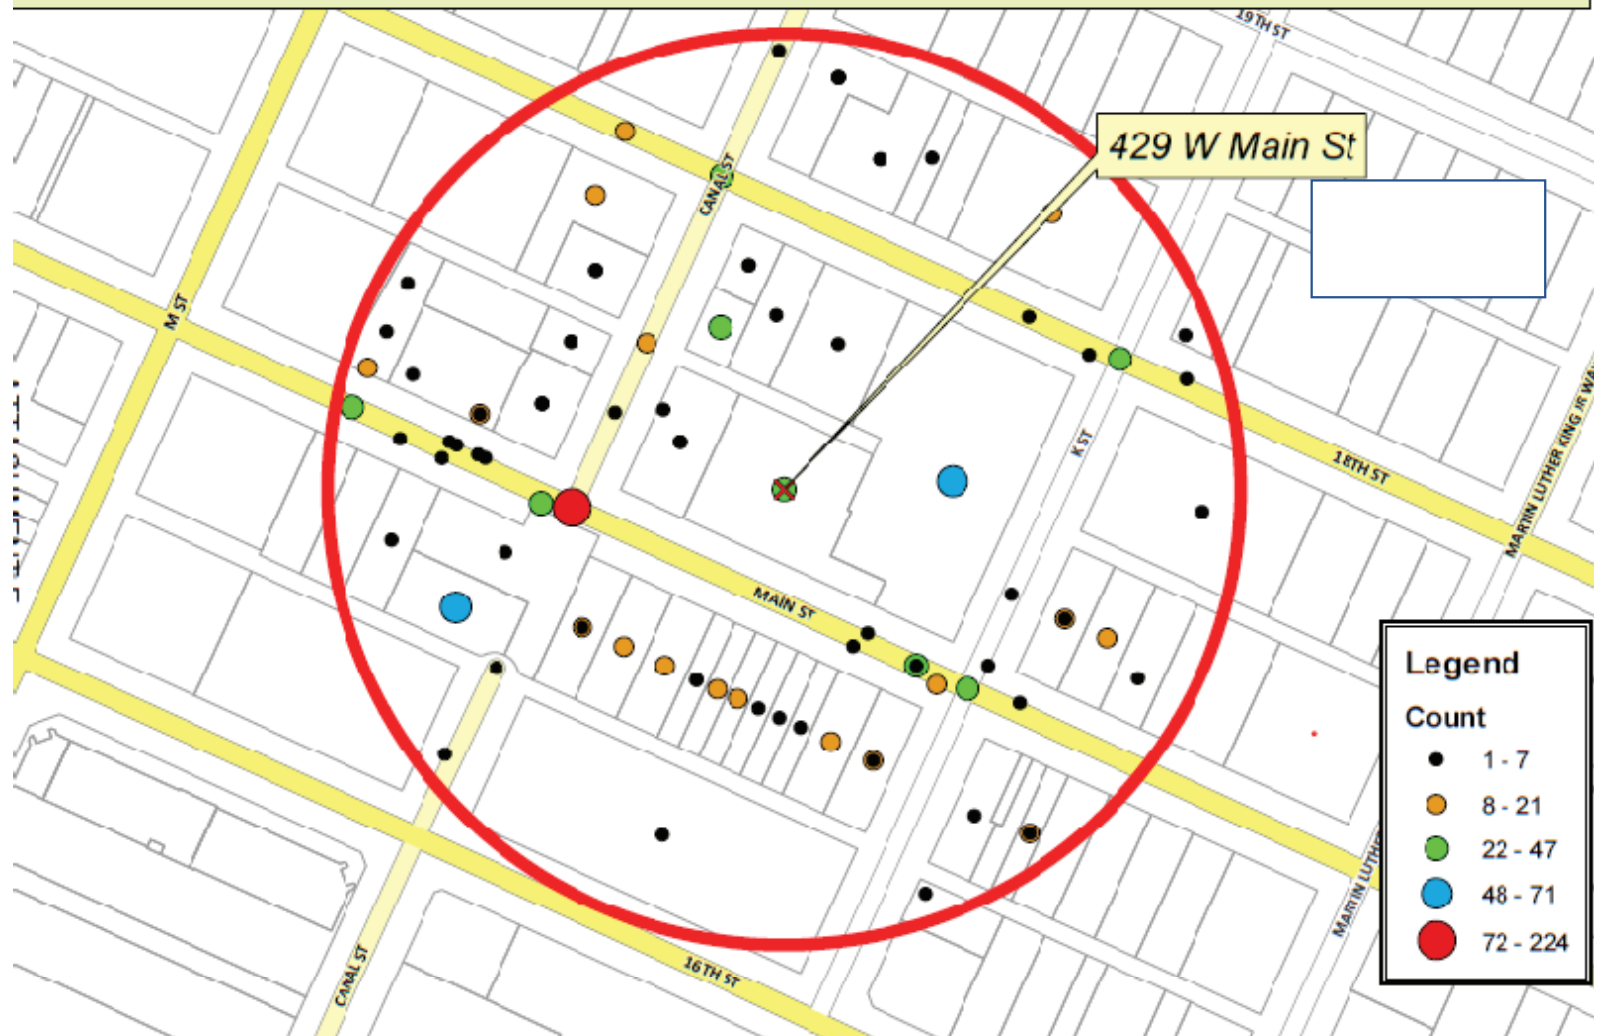 19TH ST
429 W Main St
CANAL ST
M ST
K ST
18TH ST
MARTIN LUTHER KING JR WA
MAIN ST
Legend
Count
1 - 7
8 - 21
22 - 47
48 - 71
72 - 224
MARTIN LUTHER
CANAL ST
16TH ST